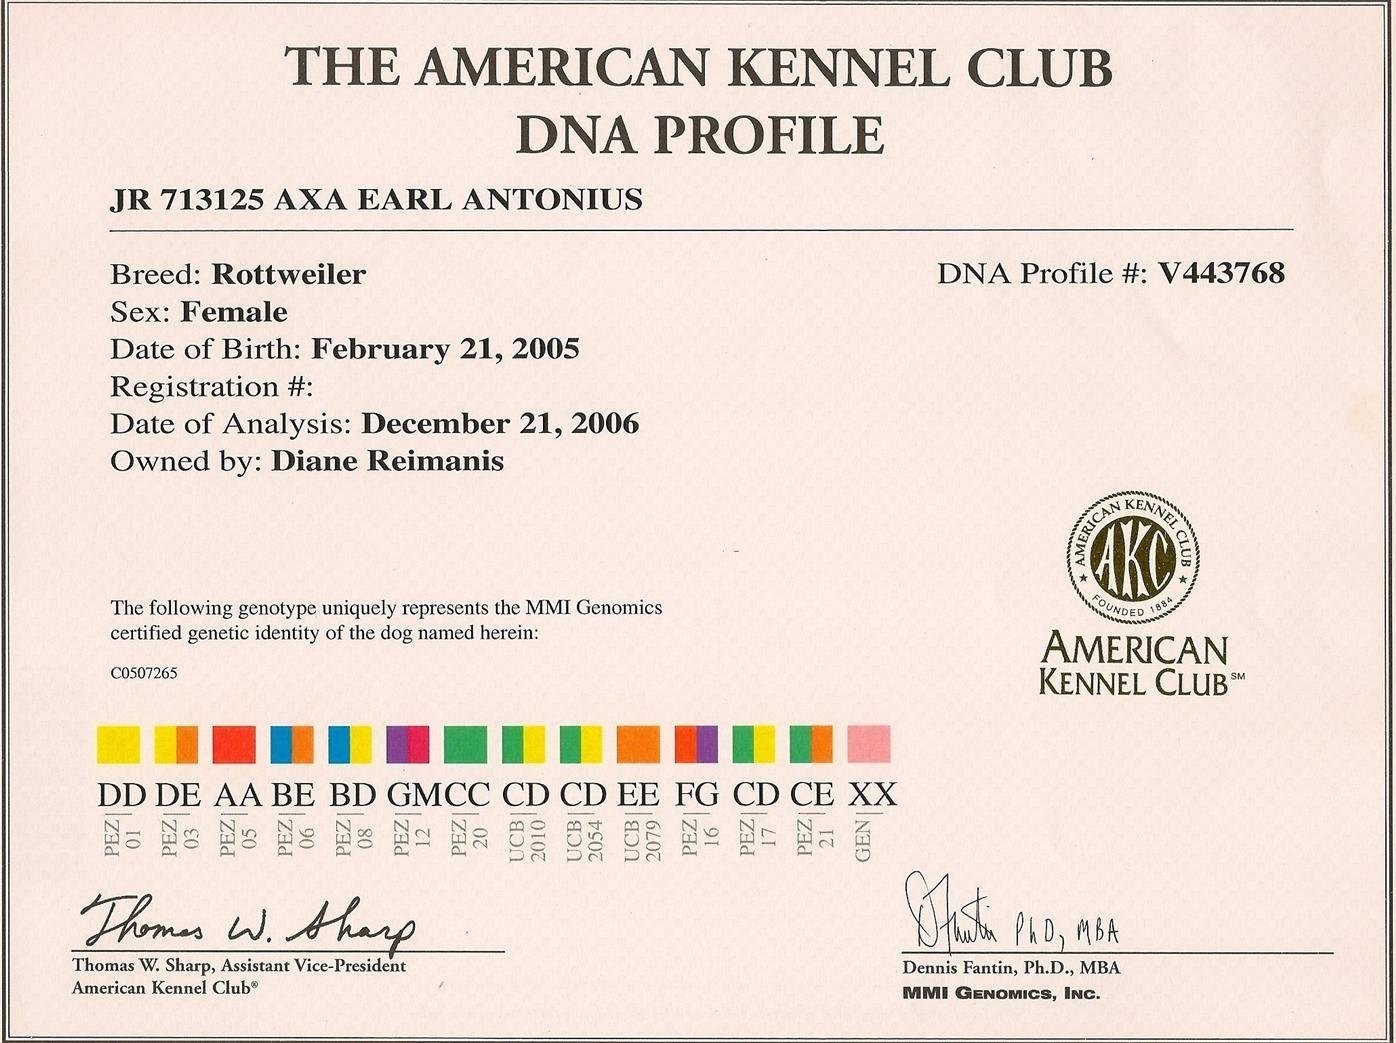 THE AMERICAN KENNEL CLUB
DNA PROFILE
JR 713125 AXA EARL ANTONIUS
Breed: Rottweiler
DNA Profile #: V443768
Sex: Female
Date of Birth: February 21, 2005
Registration #:
Date of Analysis: December 21, 2006
Owned by: Diane Reimanis
AMERICAN KENNEL CLUB
AKC
FOUNDED 1884
AMERICAN
KENNEL CLUB℠
The following genotype uniquely represents the MMI Genomics
certified genetic identity of the dog named herein:
C0507265
DD DE AA BE BD GM CC CD CD EE FG CD CE XX
PEZ 01 PEZ 03 PEZ 05 PEZ 06 PEZ 08 PEZ 12 PEZ 20 UCB 2010 UCB 2054 UCB 2079 PEZ 16 PEZ 17 PEZ 21 GEN
Thomas W. Sharp
Thomas W. Sharp, Assistant Vice-President
American Kennel Club®
DFantin PhD, MBA
Dennis Fantin, Ph.D., MBA
MMI GENOMICS, INC.